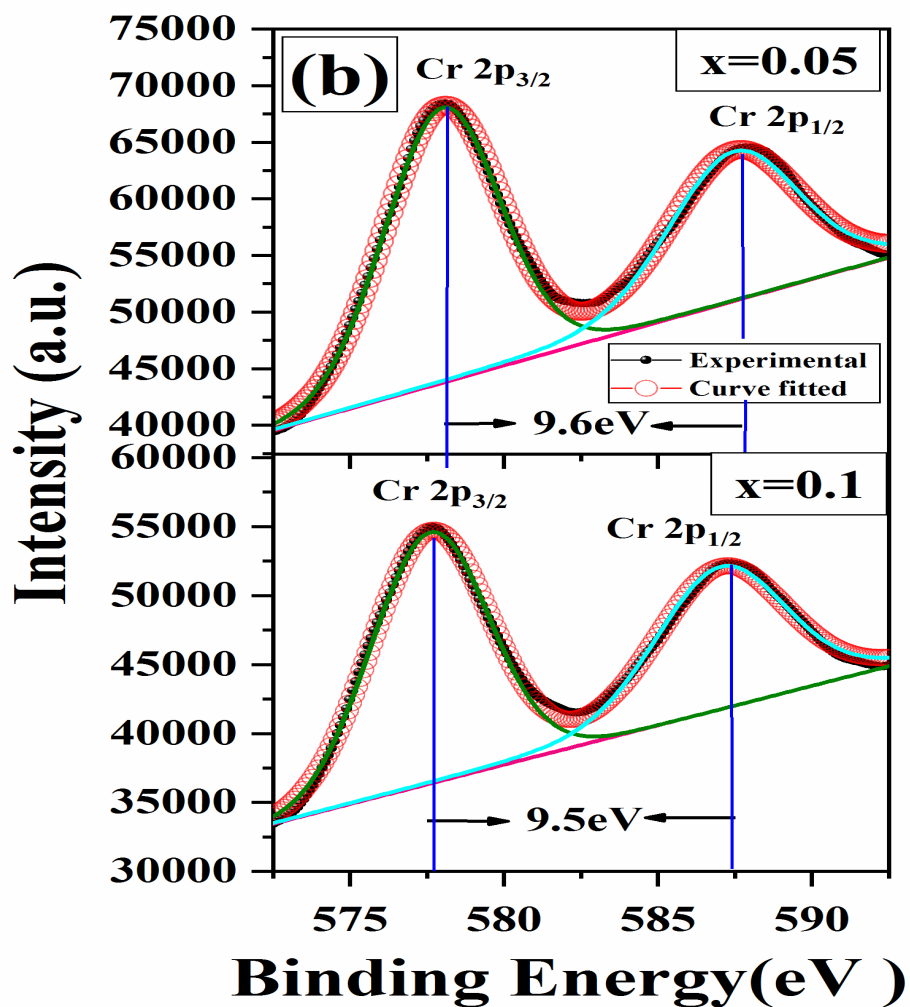 75000
70000
65000
60000
55000
50000
45000
40000
(b)
x=0.05
Cr 2p3/2
Cr 2p1/2
Experimental
Curve fitted
9.6eV
60000
55000
50000
45000
40000
35000
30000
x=0.1
Cr 2p3/2
Cr 2p1/2
9.5eV
575
580
585
590
Intensity (a.u.)
Binding Energy(eV )